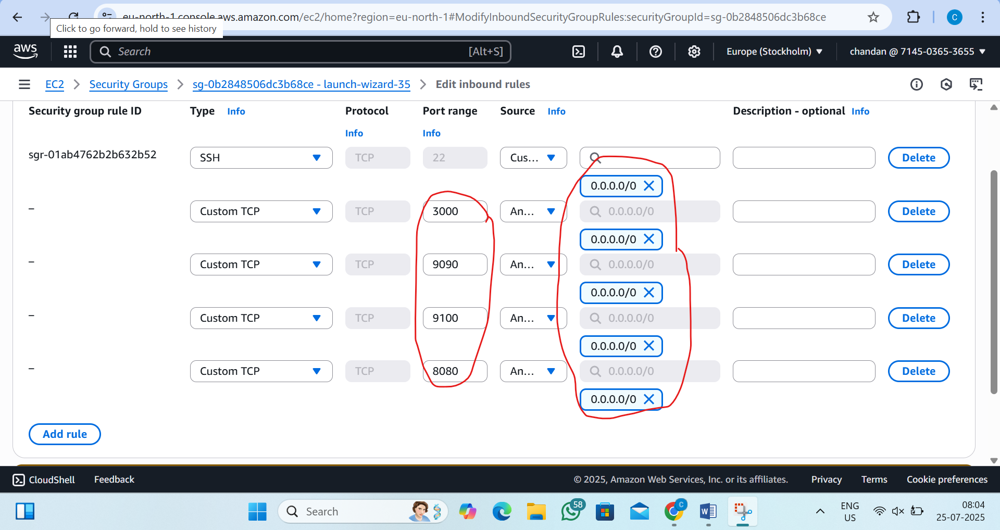 eu-north-1.console.aws.amazon.com/ec2/home?region=eu-north-1#ModifyInboundSecurityGroupRules:securityGroupId=sg-0b2848506dc3b68ce
C
Click to go forward, hold to see history
aws
Search [Alt+S]
Europe (Stockholm)
chandan @ 7145-0365-3655
EC2 > Security Groups > sg-0b2848506dc3b68ce - launch-wizard-35 > Edit inbound rules
Security group rule ID Type Info Protocol Port range Source Info Description - optional Info
Info Info
sgr-01ab4762b2b632b52 SSH TCP 22 Cus... Delete
0.0.0.0/0
– Custom TCP TCP 3000 An... 0.0.0.0/0 Delete
0.0.0.0/0
– Custom TCP TCP 9090 An... 0.0.0.0/0 Delete
0.0.0.0/0
– Custom TCP TCP 9100 An... 0.0.0.0/0 Delete
0.0.0.0/0
– Custom TCP TCP 8080 An... 0.0.0.0/0 Delete
0.0.0.0/0
Add rule
CloudShell Feedback © 2025, Amazon Web Services, Inc. or its affiliates. Privacy Terms Cookie preferences
Search
58
C
W
ENG
US
08:04
25-07-2025